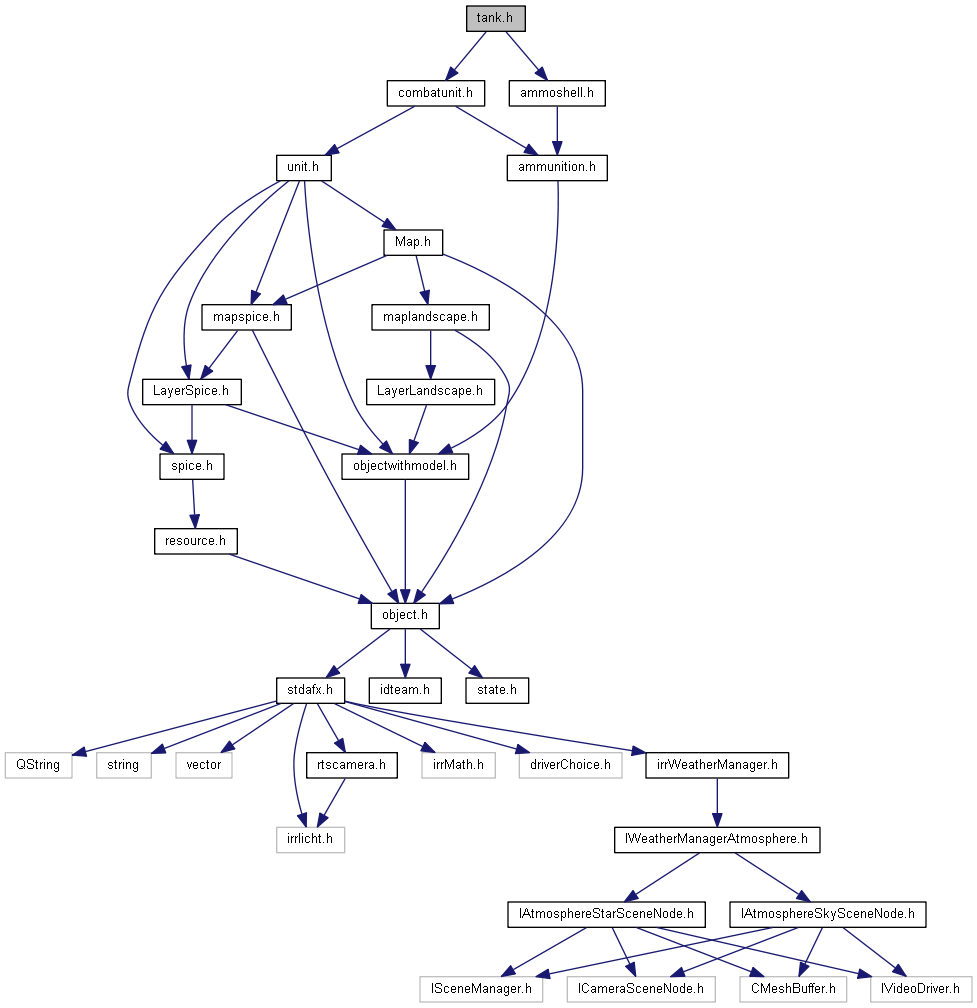 tank.h
combatunit.h
ammoshell.h
unit.h
ammunition.h
Map.h
mapspice.h
maplandscape.h
LayerSpice.h
LayerLandscape.h
spice.h
objectwithmodel.h
resource.h
object.h
stdafx.h
idteam.h
state.h
QString
string
vector
rtscamera.h
irrMath.h
driverChoice.h
irrWeatherManager.h
irrlicht.h
IWeatherManagerAtmosphere.h
IAtmosphereStarSceneNode.h
IAtmosphereSkySceneNode.h
ISceneManager.h
ICameraSceneNode.h
CMeshBuffer.h
IVideoDriver.h